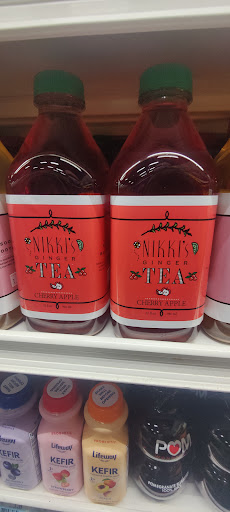 NIKKI'S
GINGER
TEA
CHERRY APPLE
NIKKI'S
GINGER
TEA
CHERRY APPLE
Lifeway
KEFIR
Lifeway
KEFIR
Lifeway
KEFIR
POM